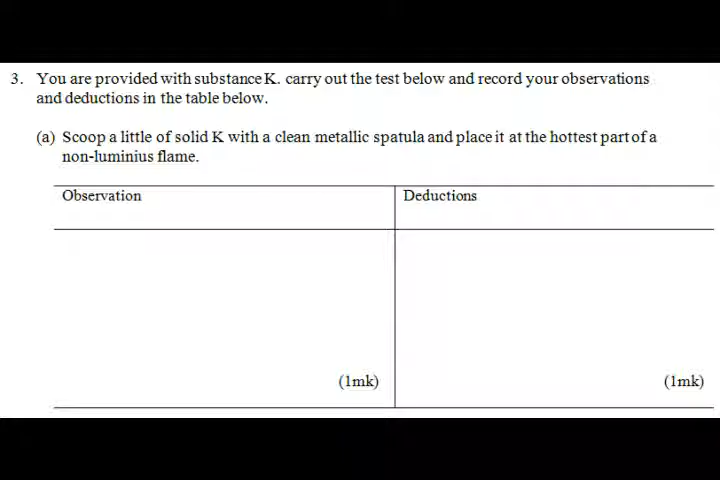 3. You are provided with substance K. carry out the test below and record your observations
and deductions in the table below.
(a) Scoop a little of solid K with a clean metallic spatula and place it at the hottest part of a
non-luminius flame.
Observation
Deductions
(1mk)
(1mk)